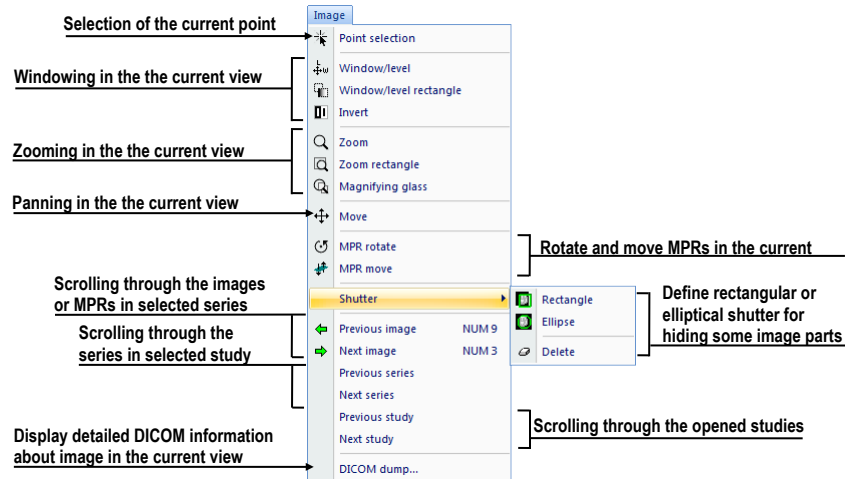 Image
Selection of the current point
Point selection
Windowing in the the current view
Window/level
Window/level rectangle
Invert
Zooming in the the current view
Zoom
Zoom rectangle
Magnifying glass
Panning in the the current view
Move
MPR rotate
MPR move
Rotate and move MPRs in the current
Scrolling through the images
or MPRs in selected series
Shutter
Rectangle
Ellipse
Delete
Define rectangular or
elliptical shutter for
hiding some image parts
Previous image NUM 9
Next image NUM 3
Scrolling through the
series in selected study
Previous series
Next series
Previous study
Next study
Scrolling through the opened studies
Display detailed DICOM information
about image in the current view
DICOM dump...